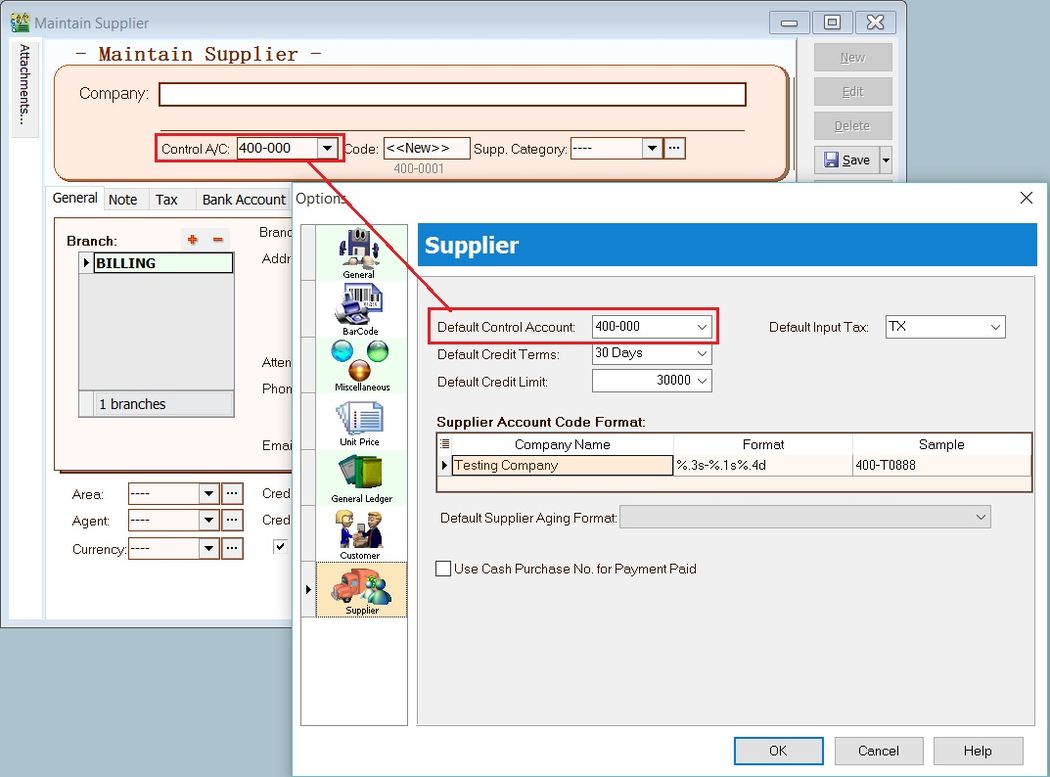 Maintain Supplier
Attachments...
- Maintain Supplier -
Company:
Control A/C: 400-000 Code: <<New>> Supp. Category: ----
400-0001
New
Edit
Delete
Save
General Note Tax Bank Account
Branch:
BILLING
1 branches
Addr
Atten
Phon
Emai
Area: ---- Cred
Agent: ---- Cred
Currency: ----
Options
General
BarCode
Miscellaneous
Unit Price
General Ledger
Customer
Supplier
Supplier
Default Control Account: 400-000 Default Input Tax: TX
Default Credit Terms: 30 Days
Default Credit Limit: 30000
Supplier Account Code Format:
Company Name Format Sample
Testing Company %.3s-%.1s%.4d 400-T0888
Default Supplier Aging Format:
Use Cash Purchase No. for Payment Paid
OK Cancel Help